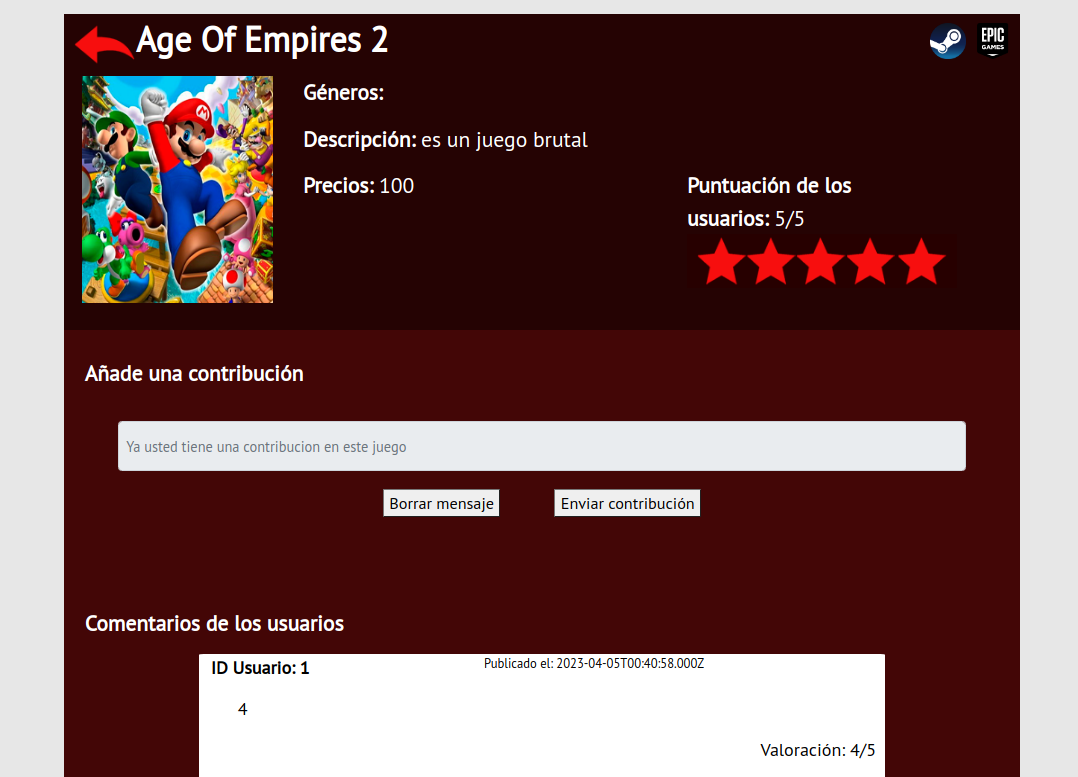 Age Of Empires 2
EPIC
GAMES
M
Géneros:
Descripción: es un juego brutal
Precios: 100
Puntuación de los
usuarios: 5/5
Añade una contribución
Ya usted tiene una contribucion en este juego
Borrar mensaje
Enviar contribución
Comentarios de los usuarios
ID Usuario: 1
Publicado el: 2023-04-05T00:40:58.000Z
4
Valoración: 4/5